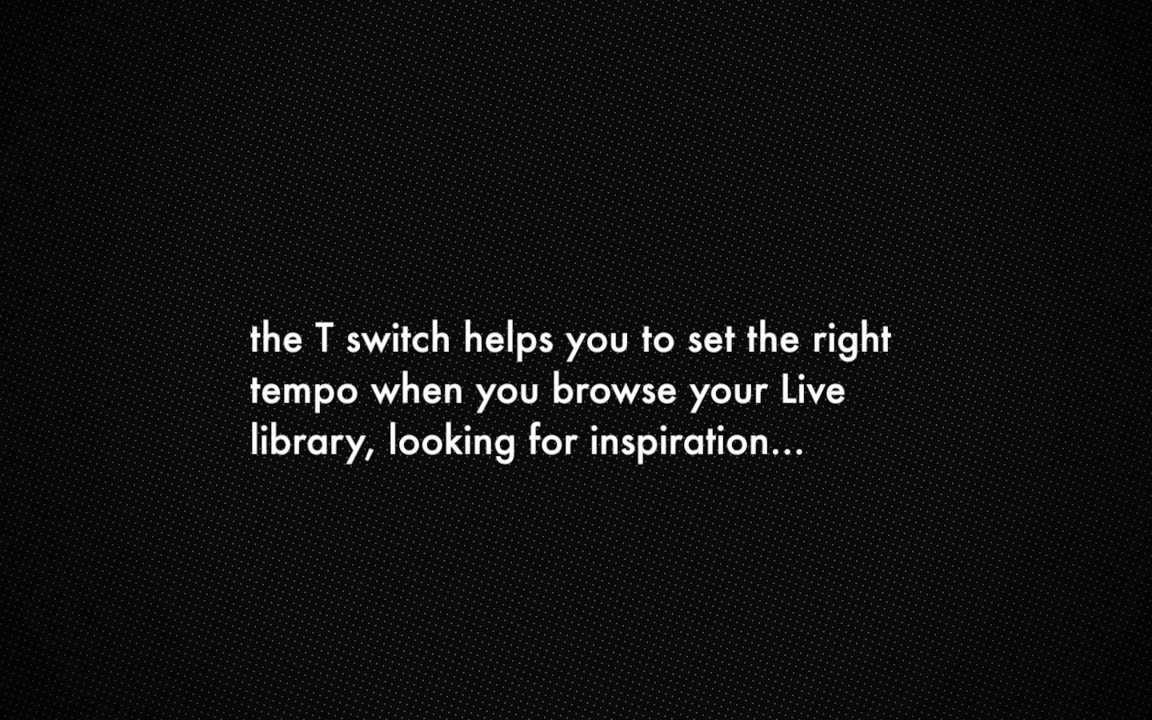 the T switch helps you to set the right
tempo when you browse your Live
library, looking for inspiration...